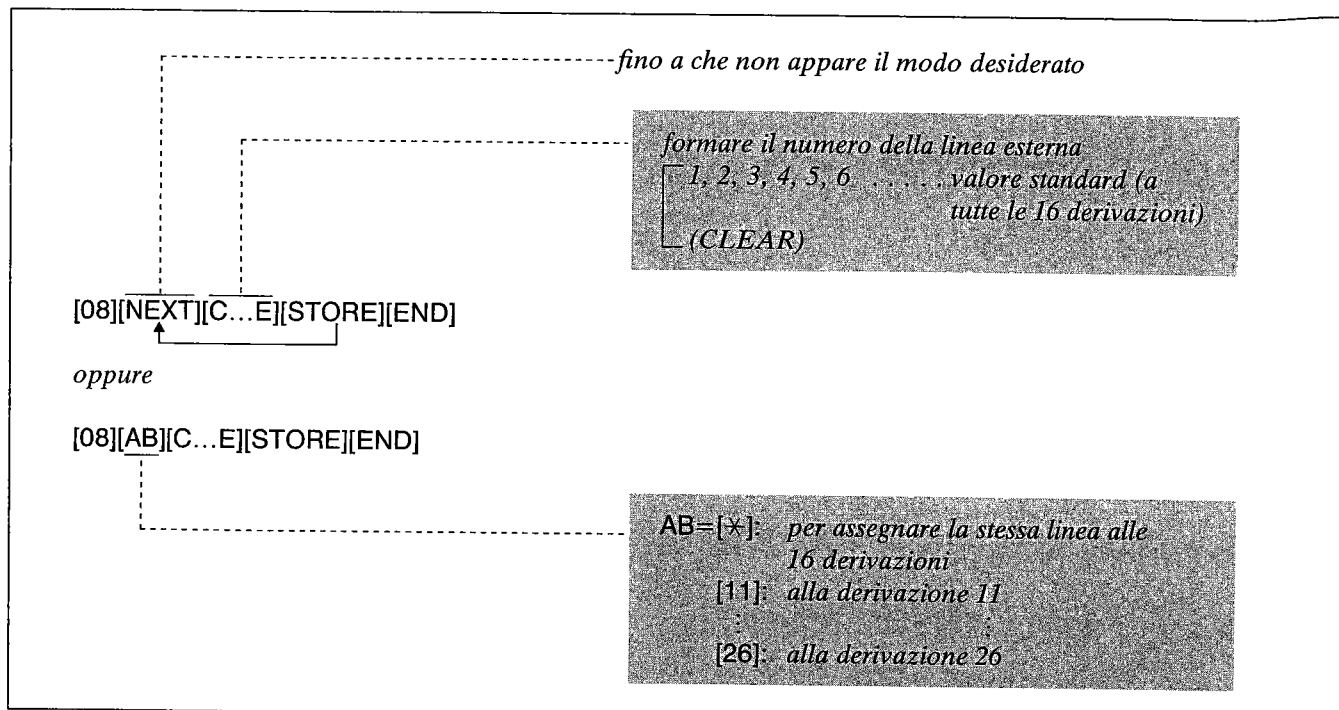 fino a che non appare il modo desiderato
formare il numero della linea esterna
1, 2, 3, 4, 5, 6. . . . . . valore standard (a
tutte le 16 derivazioni)
(CLEAR)
[08][NEXT][C...E][STORE][END]
oppure
[08][AB][C...E][STORE][END]
AB=[*]: per assegnare la stessa linea alle
16 derivazioni
[11]: alla derivazione 11
⋮ ⋮
[26]: alla derivazione 26